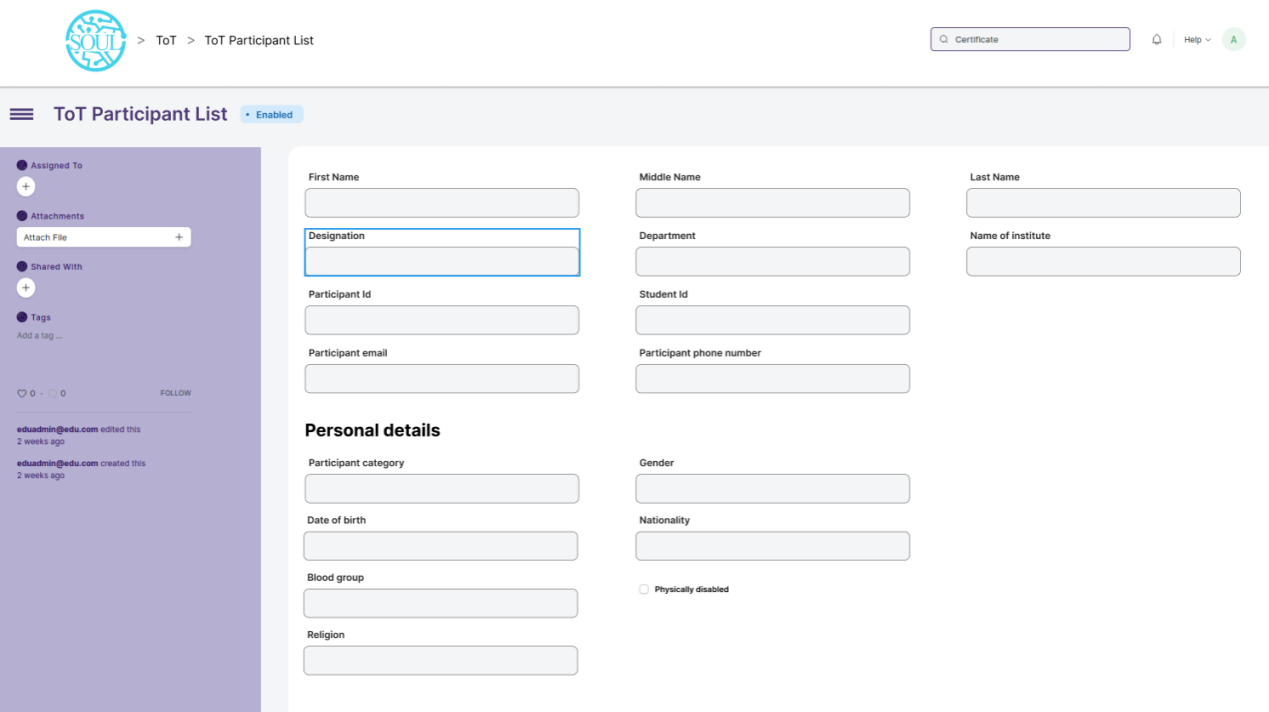 SOUL
> ToT > ToT Participant List
Certificate
Help
A
ToT Participant List
• Enabled
Assigned To
+
Attachments
Attach File +
Shared With
+
Tags
Add a tag ...
0 · 0 FOLLOW
eduadmin@edu.com edited this
2 weeks ago
eduadmin@edu.com created this
2 weeks ago
First Name Middle Name Last Name
Designation Department Name of institute
Participant Id Student Id
Participant email Participant phone number
Personal details
Participant category Gender
Date of birth Nationality
Blood group
Physically disabled
Religion